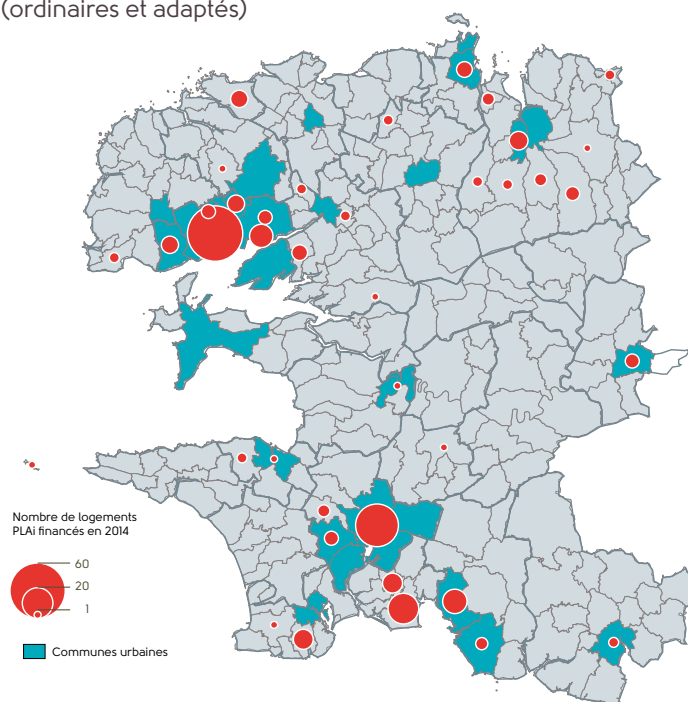 (ordinaires et adaptés)
Nombre de logements
PLAi financés en 2014
60
20
1
Communes urbaines